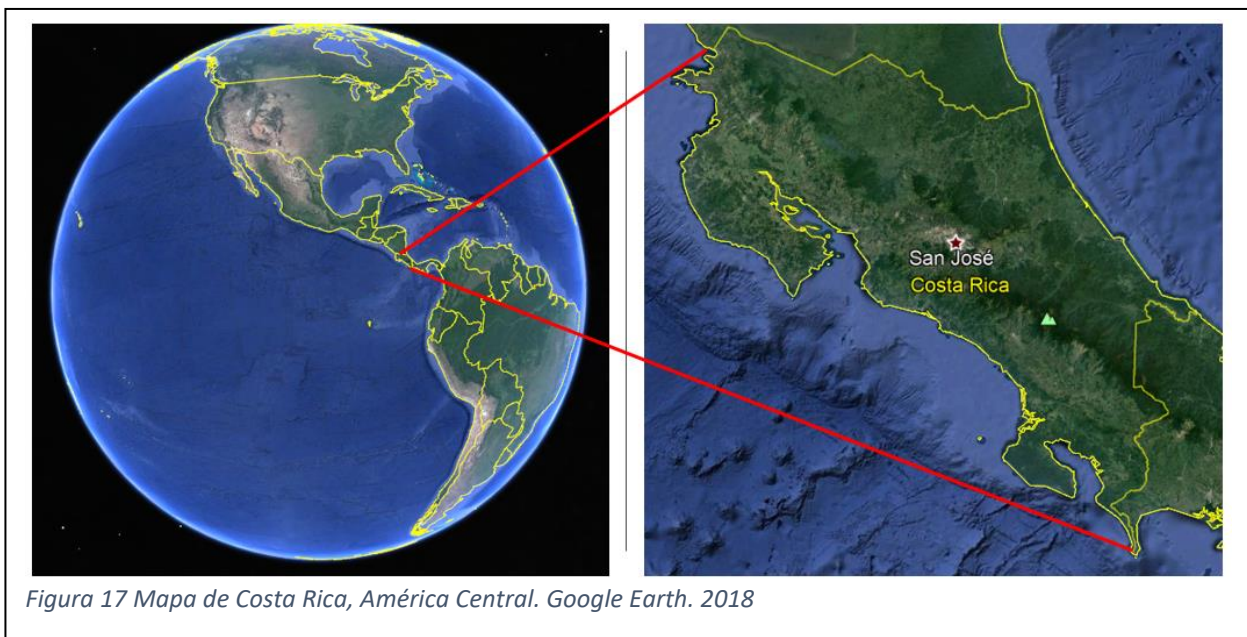 San José
Costa Rica
Figura 17 Mapa de Costa Rica, América Central. Google Earth. 2018